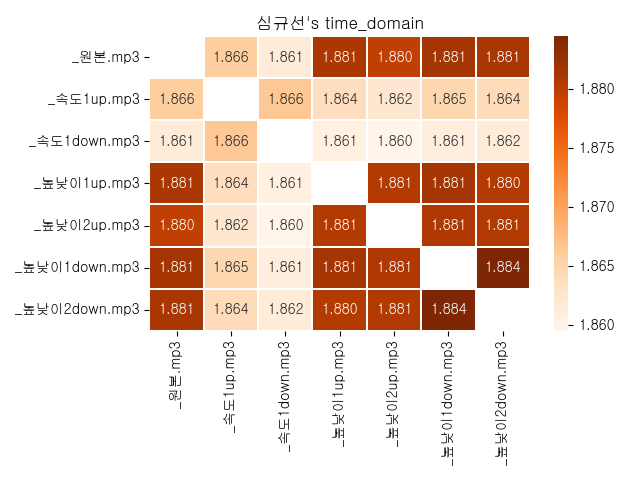 심규선's time_domain
_원본.mp3 1.866 1.861 1.881 1.880 1.881 1.881
_속도1up.mp3 1.866 1.866 1.864 1.862 1.865 1.864
_속도1down.mp3 1.861 1.866 1.861 1.860 1.861 1.862
_높낮이1up.mp3 1.881 1.864 1.861 1.881 1.881 1.880
_높낮이2up.mp3 1.880 1.862 1.860 1.881 1.881 1.881
_높낮이1down.mp3 1.881 1.865 1.861 1.881 1.881 1.884
_높낮이2down.mp3 1.881 1.864 1.862 1.880 1.881 1.884
_원본.mp3
_속도1up.mp3
_속도1down.mp3
_높낮이1up.mp3
_높낮이2up.mp3
_높낮이1down.mp3
_높낮이2down.mp3
1.880
1.875
1.870
1.865
1.860